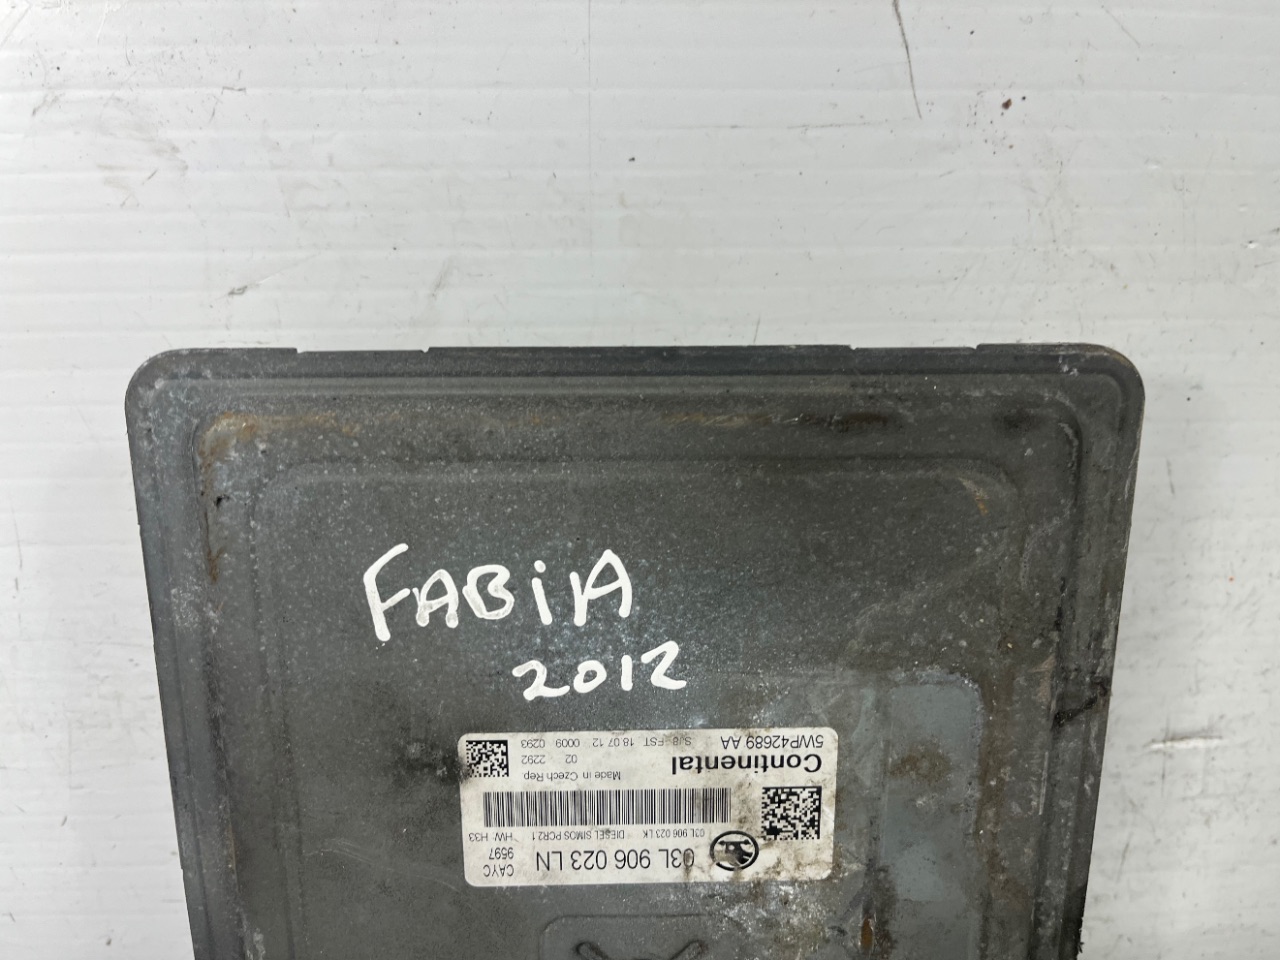 FABiA
2012
03L 906 023 LN
CAYC
9597
03L 906 023 LK DIESEL SIMOS PCR2.1 HW: H33
Continental
Made in Czech Rep
02 2292
5WP42689 AA
18.07.12 0009 0293